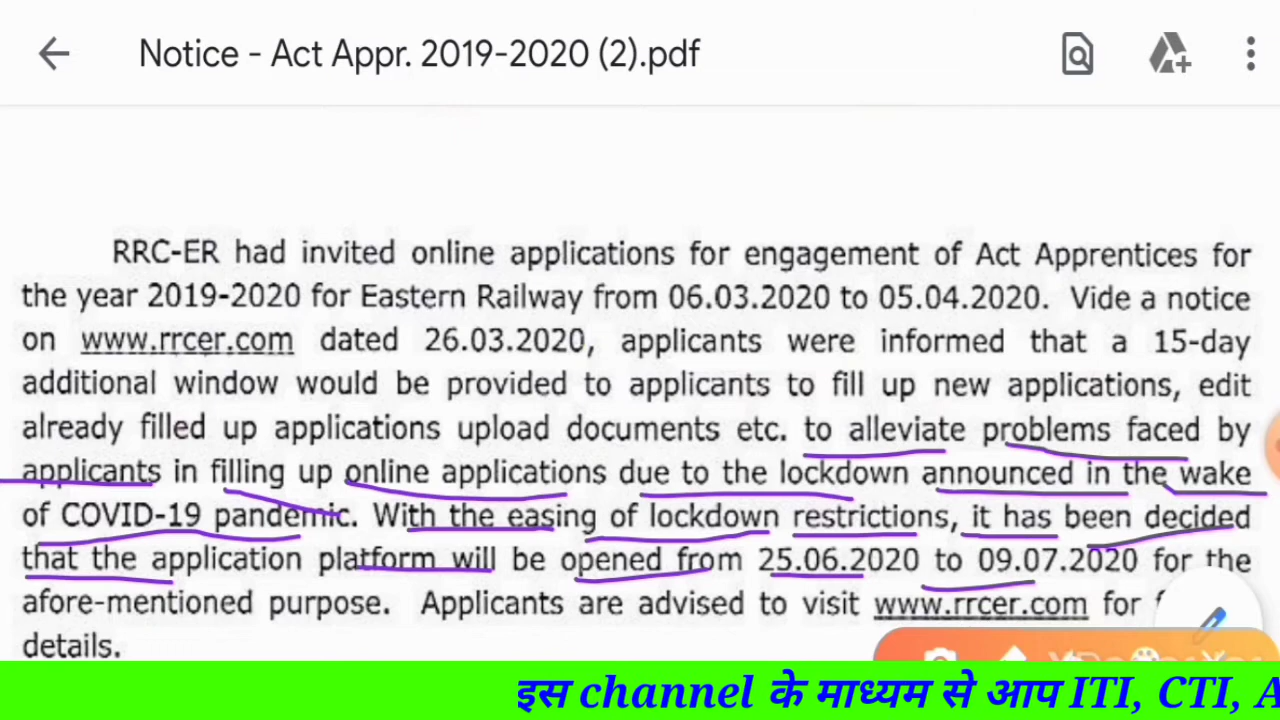 Notice - Act Appr. 2019-2020 (2).pdf
RRC-ER had invited online applications for engagement of Act Apprentices for
the year 2019-2020 for Eastern Railway from 06.03.2020 to 05.04.2020. Vide a notice
on www.rrcer.com dated 26.03.2020, applicants were informed that a 15-day
additional window would be provided to applicants to fill up new applications, edit
already filled up applications upload documents etc. to alleviate problems faced by
applicants in filling up online applications due to the lockdown announced in the wake
of COVID-19 pandemic. With the easing of lockdown restrictions, it has been decided
that the application platform will be opened from 25.06.2020 to 09.07.2020 for the
afore-mentioned purpose. Applicants are advised to visit www.rrcer.com for
details.
इस channel के माध्यम से आप ITI, CTI, A